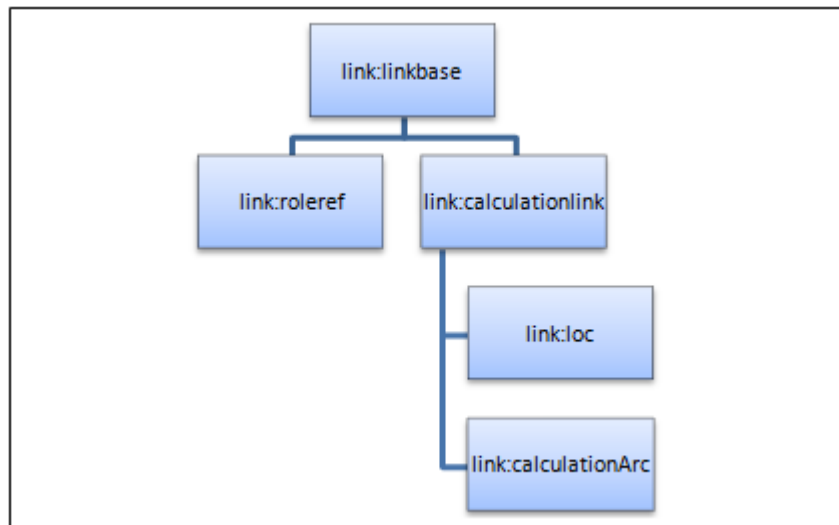 link:linkbase
link:roleref
link:calculationlink
link:loc
link:calculationArc